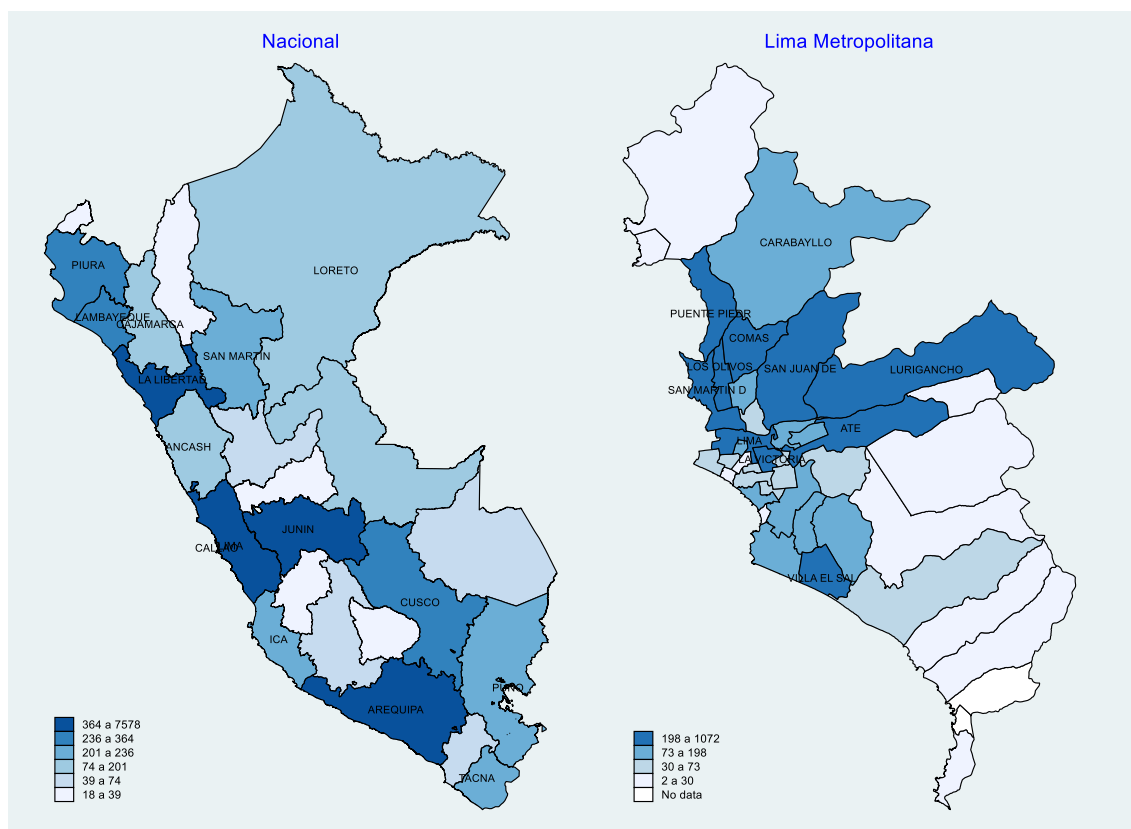 Nacional
PIURA
LAMBAYEQUE
CAJAMARCA
LORETO
SAN MARTIN
LA LIBERTAD
ANCASH
JUNIN
CALLAO
LIMA
CUSCO
ICA
PUNO
AREQUIPA
TACNA
364 a 7578
236 a 364
201 a 236
74 a 201
39 a 74
18 a 39
Lima Metropolitana
CARABAYLLO
PUENTE PIEDR
COMAS
LOS OLIVOS
SAN JUAN DE
LURIGANCHO
SAN MARTIN D
ATE
LIMA
LA VICTORIA
VILLA EL SAL
198 a 1072
73 a 198
30 a 73
2 a 30
No data